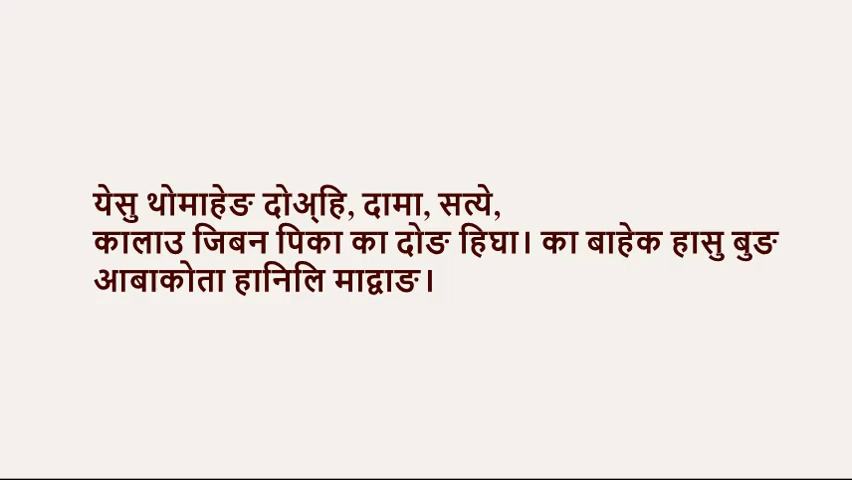 येसु थोमाहेङ दोअ्हि, दामा, सत्ये,
कालाउ जिबन पिका का दोङ हिघा। का बाहेक हासु बुङ
आबाकोता हानिलि माद्वाङ।